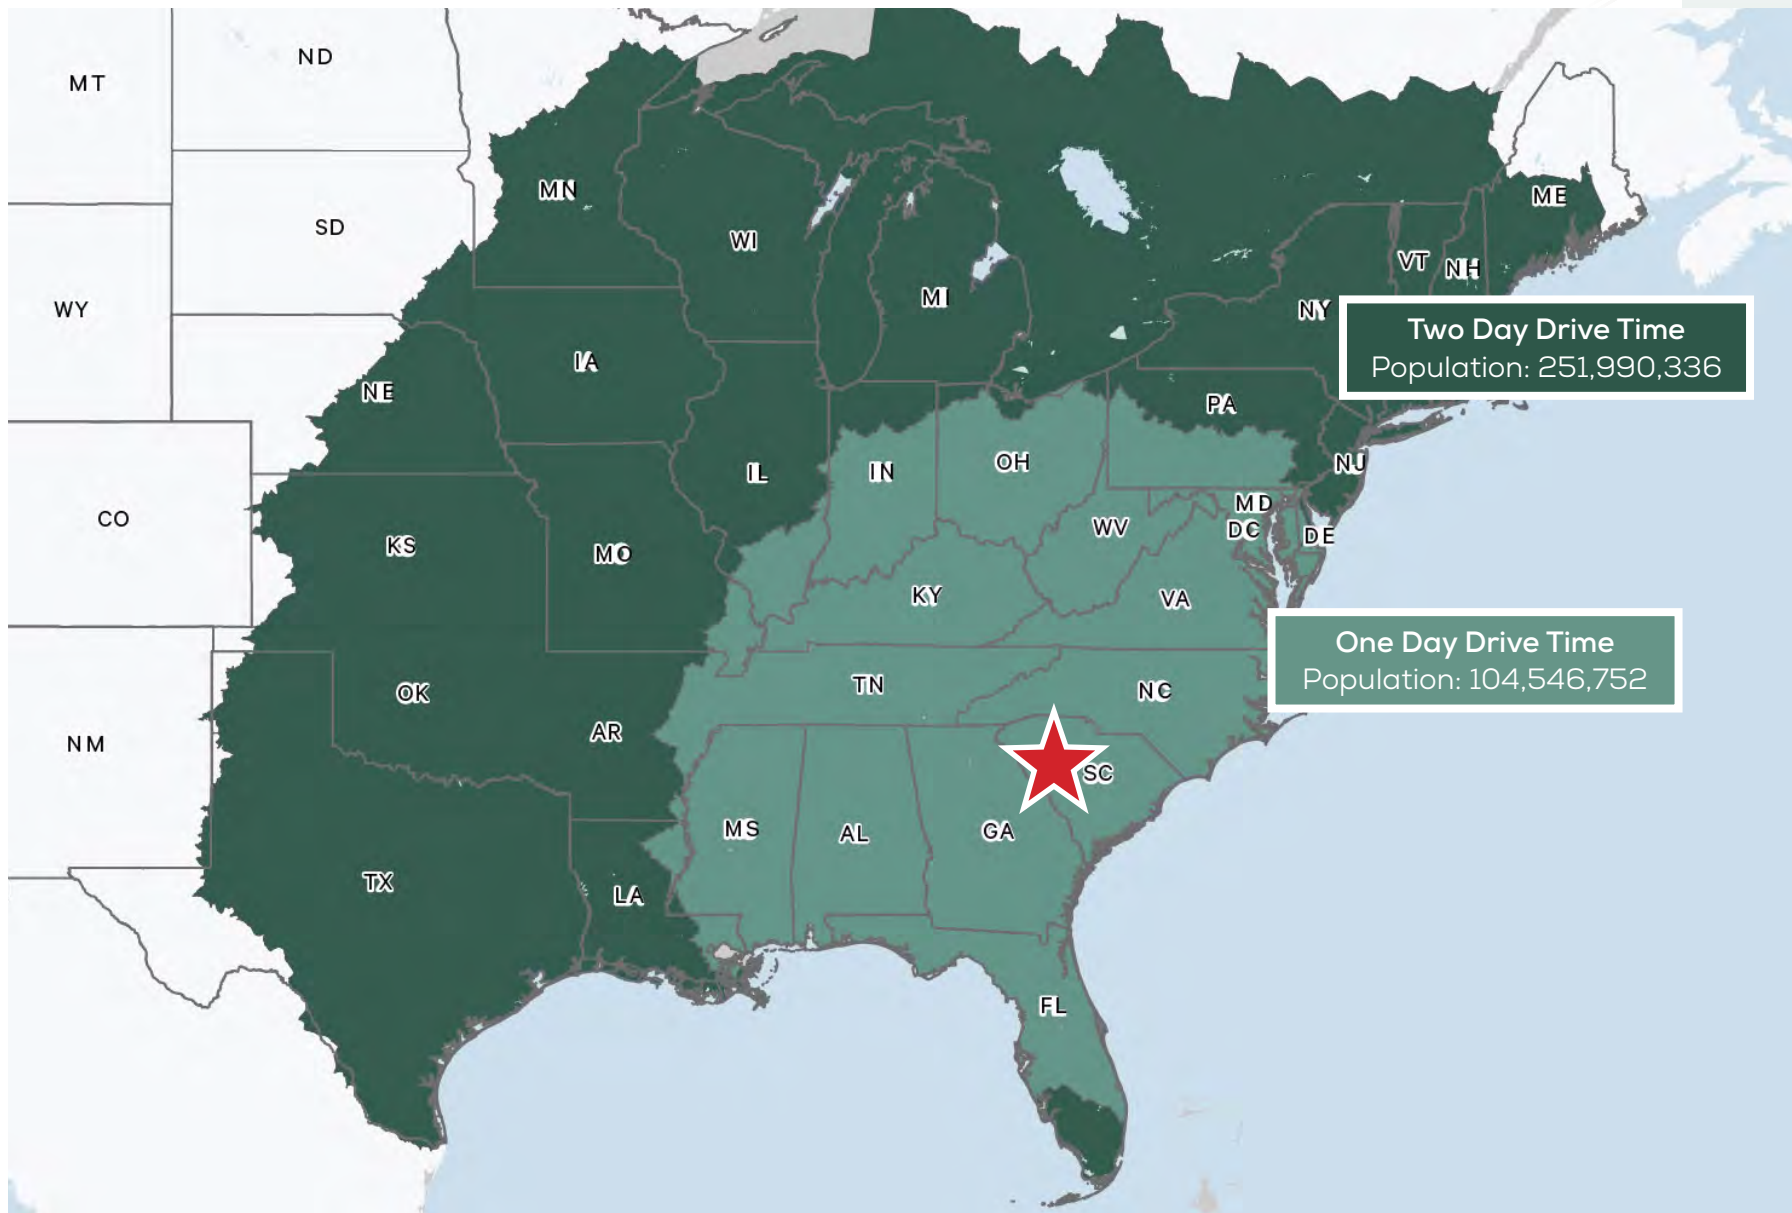 ND
MT
MN
ME
SD
WI
VT
NH
MI
WY
NY
Two Day Drive Time
Population: 251,990,336
IA
NE
PA
IL
IN
OH
NJ
MD
CO
DC
WV
DE
KS
MO
KY
VA
One Day Drive Time
Population: 104,546,752
TN
OK
NC
AR
NM
SC
MS
AL
GA
TX
LA
FL